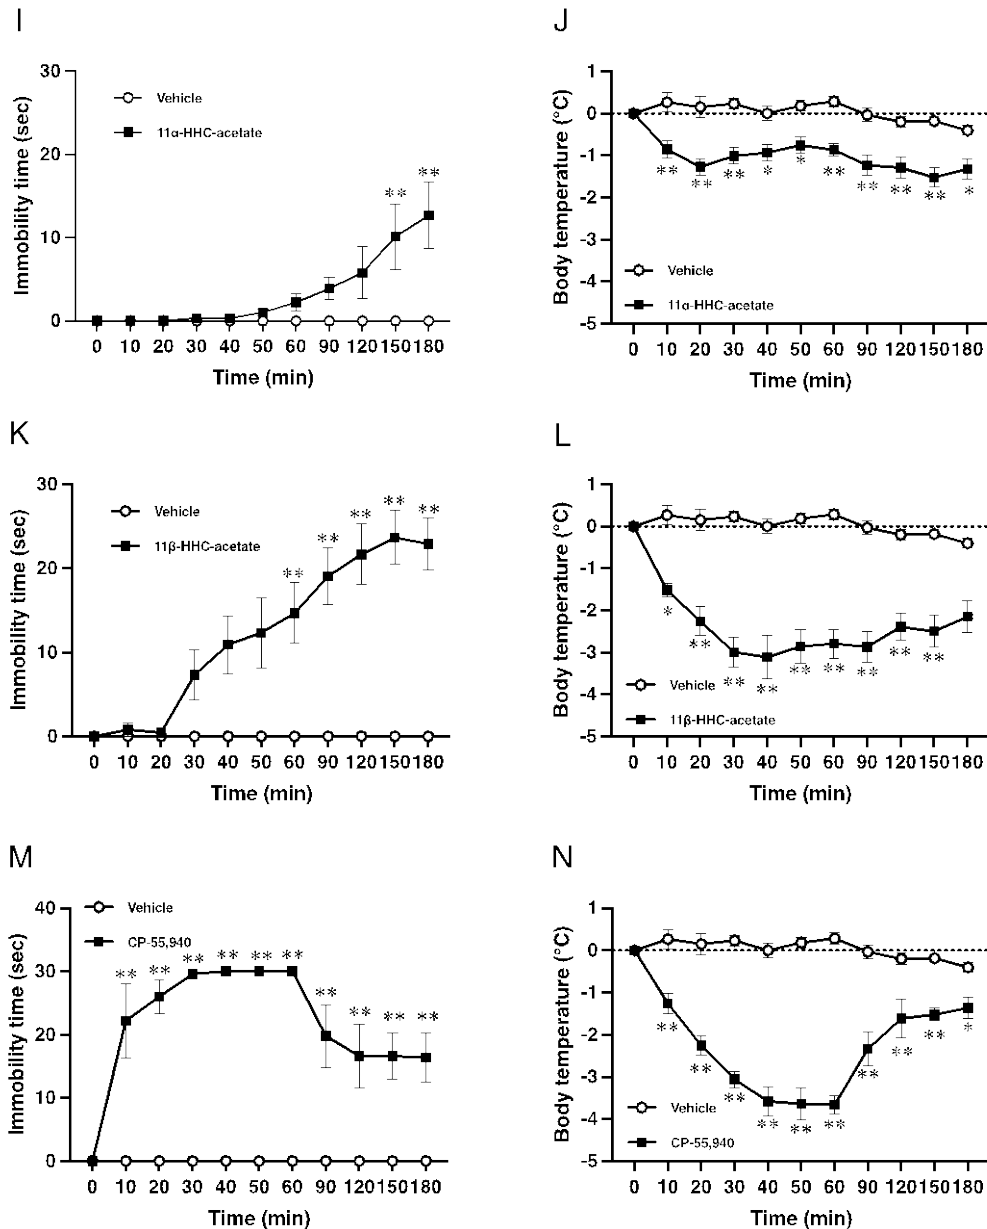 I
Immobility time (sec)
30
20
10
0
Vehicle
11α-HHC-acetate
**
**
0 10 20 30 40 50 60 90 120 150 180
Time (min)
J
Body temperature (°C)
1
0
-1
-2
-3
-4
-5
** ** ** * * ** ** ** ** *
Vehicle
11α-HHC-acetate
0 10 20 30 40 50 60 90 120 150 180
Time (min)
K
Immobility time (sec)
30
20
10
0
Vehicle
11β-HHC-acetate
** ** ** ** **
0 10 20 30 40 50 60 90 120 150 180
Time (min)
L
Body temperature (°C)
1
0
-1
-2
-3
-4
-5
* ** ** ** ** ** ** ** **
Vehicle
11β-HHC-acetate
0 10 20 30 40 50 60 90 120 150 180
Time (min)
M
Immobility time (sec)
40
30
20
10
0
Vehicle
CP-55,940
** ** ** ** ** ** ** ** ** **
0 10 20 30 40 50 60 90 120 150 180
Time (min)
N
Body temperature (°C)
1
0
-1
-2
-3
-4
-5
** ** ** ** ** ** ** ** ** *
Vehicle
CP-55,940
0 10 20 30 40 50 60 90 120 150 180
Time (min)